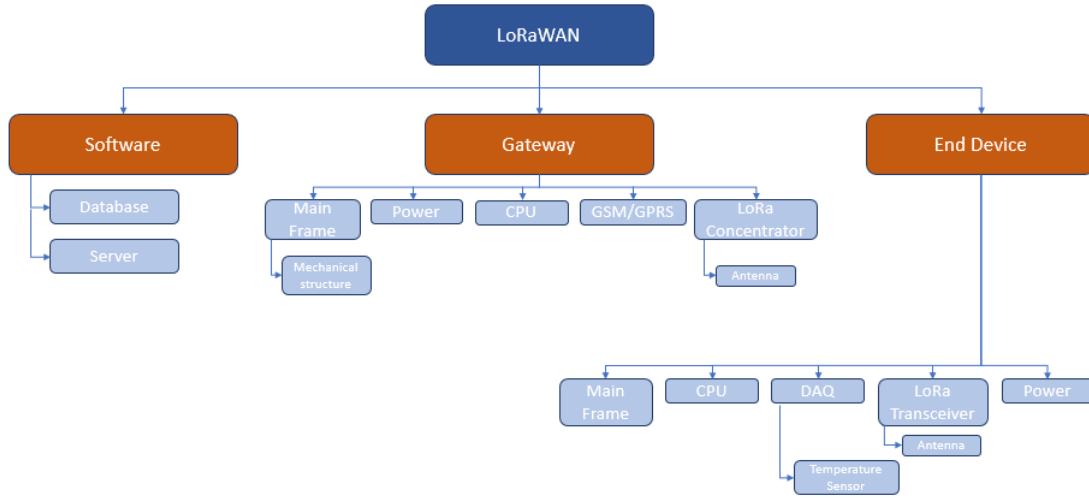 LoRaWAN
Software
Gateway
End Device
Database
Server
Main
Frame
Power
CPU
GSM/GPRS
LoRa
Concentrator
Mechanical
structure
Antenna
Main
Frame
CPU
DAQ
LoRa
Transceiver
Power
Antenna
Temperature
Sensor